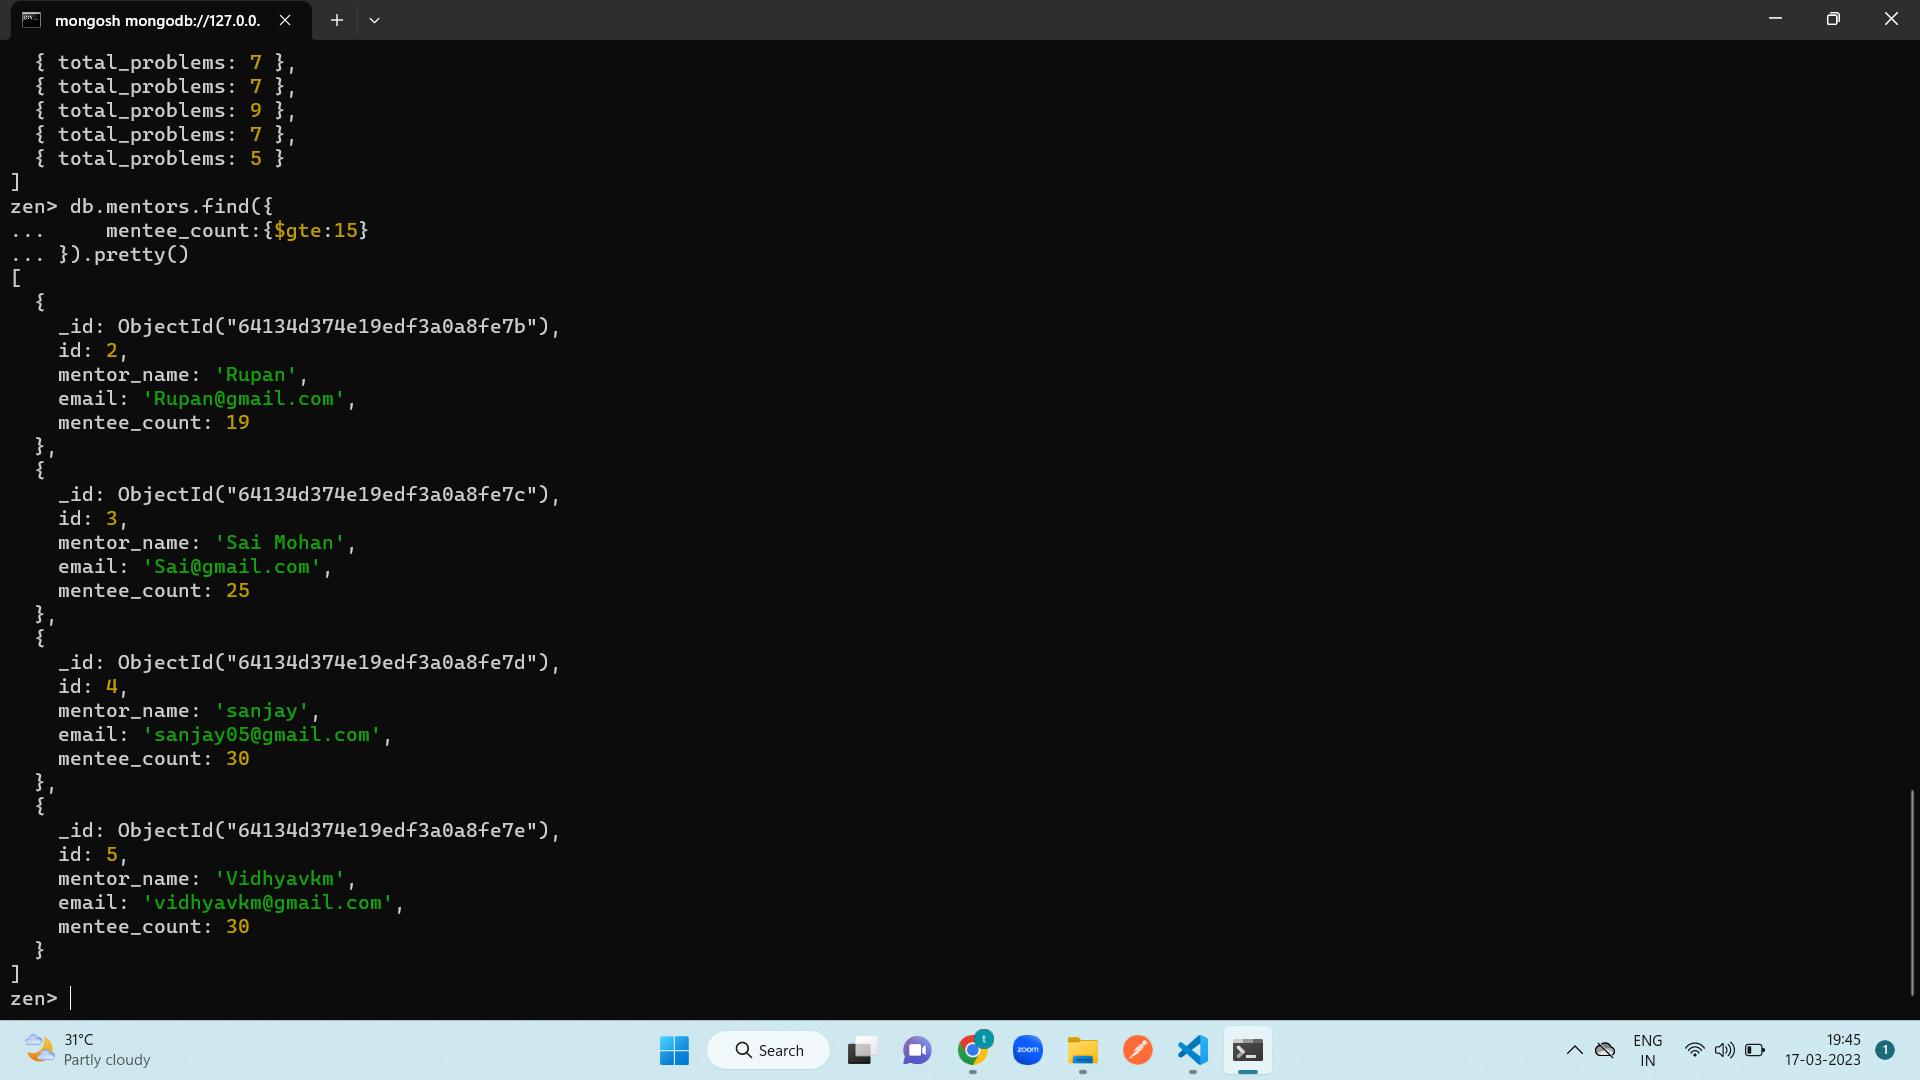 mongosh mongodb://127.0.0.
{ total_problems: 7 },
{ total_problems: 7 },
{ total_problems: 9 },
{ total_problems: 7 },
{ total_problems: 5 }
]
zen> db.mentors.find({
...     mentee_count:{$gte:15}
... }).pretty()
[
  {
    _id: ObjectId("64134d374e19edf3a0a8fe7b"),
    id: 2,
    mentor_name: 'Rupan',
    email: 'Rupan@gmail.com',
    mentee_count: 19
  },
  {
    _id: ObjectId("64134d374e19edf3a0a8fe7c"),
    id: 3,
    mentor_name: 'Sai Mohan',
    email: 'Sai@gmail.com',
    mentee_count: 25
  },
  {
    _id: ObjectId("64134d374e19edf3a0a8fe7d"),
    id: 4,
    mentor_name: 'sanjay',
    email: 'sanjay05@gmail.com',
    mentee_count: 30
  },
  {
    _id: ObjectId("64134d374e19edf3a0a8fe7e"),
    id: 5,
    mentor_name: 'Vidhyavkm',
    email: 'vidhyavkm@gmail.com',
    mentee_count: 30
  }
]
zen>
31°C
Partly cloudy
Search
t
zoom
ENG
IN
19:45
17-03-2023
1